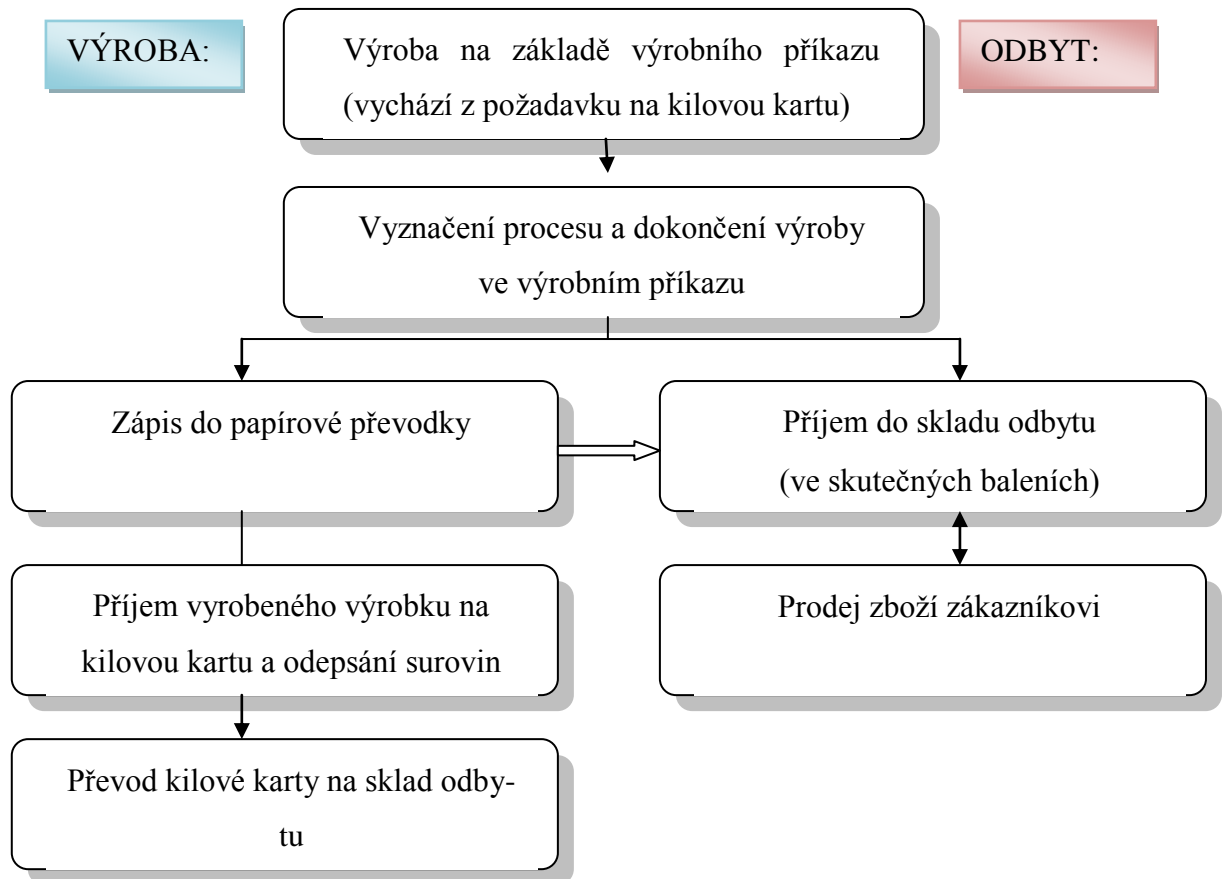 VÝROBA:
Výroba na základě výrobního příkazu
(vychází z požadavku na kilovou kartu)
ODBYT:
Vyznačení procesu a dokončení výroby
ve výrobním příkazu
Zápis do papírové převodky
Příjem do skladu odbytu
(ve skutečných baleních)
Příjem vyrobeného výrobku na
kilovou kartu a odepsání surovin
Prodej zboží zákazníkovi
Převod kilové karty na sklad odby-
tu